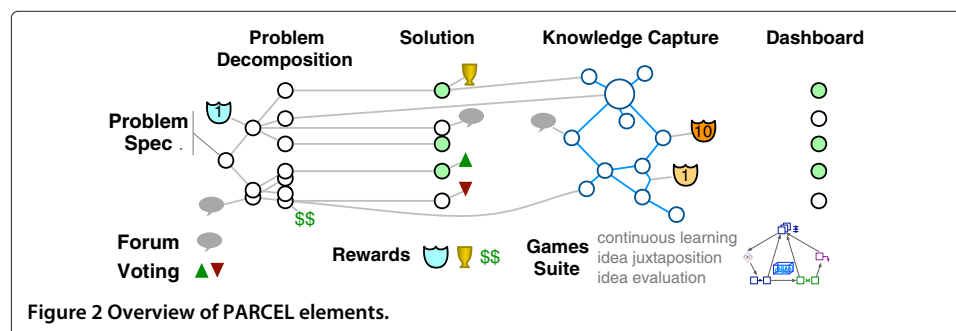 Problem Decomposition
Solution
Knowledge Capture
Dashboard
1
Problem
Spec .
10
1
$$
Forum
Voting
Rewards
$$
Games
Suite
continuous learning
idea juxtaposition
idea evaluation
Figure 2 Overview of PARCEL elements.